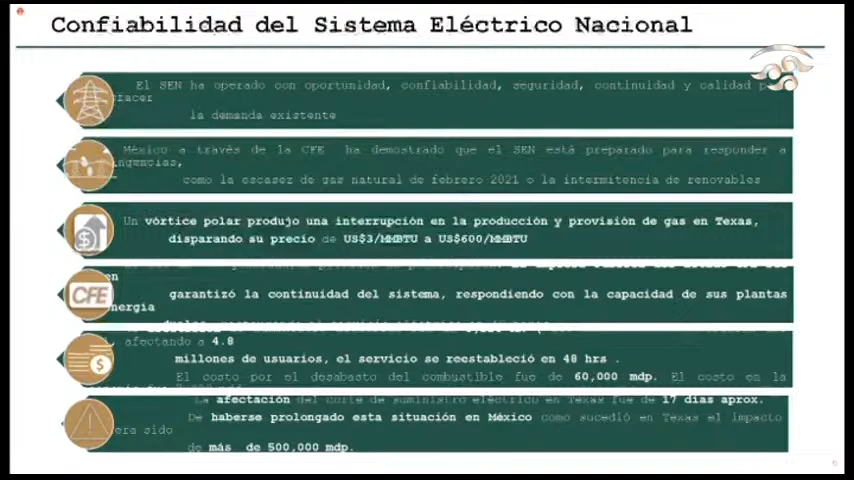 Confiabilidad del Sistema Eléctrico Nacional
El SEN ha operado con oportunidad, confiabilidad, seguridad, continuidad y calidad
la demanda existente
México a través de la CFE ha demostrado que el SEN está preparado para responder a
como la escasez de gas natural de febrero 2021 o la intermitencia de renovables
Un vórtice polar produjo una interrupción en la producción y provisión de gas en Texas,
disparando su precio de US$3/MMBTU a US$600/MMBTU
CFE
garantizó la continuidad del sistema, respondiendo con la capacidad de sus plantas
afectando a 4.8
millones de usuarios, el servicio se reestableció en 48 hrs .
El costo por el desabasto del combustible fue de 60,000 mdp. El costo en la
La afectación del corte de suministro eléctrico en Texas fue de 17 días aprox.
De haberse prolongado esta situación en México como sucedió en Texas el impacto
sido
de más de 500,000 mdp.
6